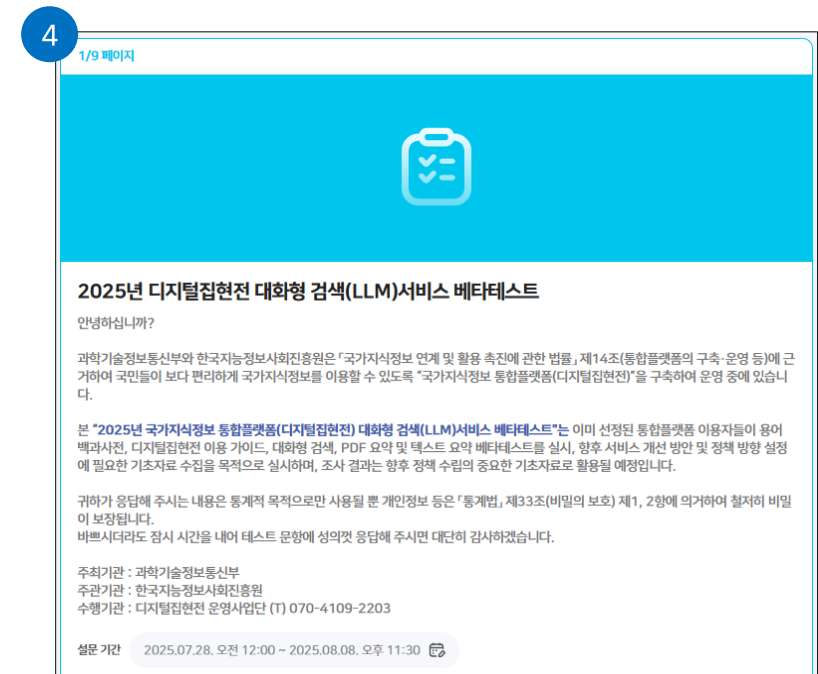 4
1/9 페이지
2025년 디지털집현전 대화형 검색(LLM)서비스 베타테스트
안녕하십니까?
과학기술정보통신부와 한국지능정보사회진흥원은 ｢국가지식정보 연계 및 활용 촉진에 관한 법률｣ 제14조(통합플랫폼의 구축·운영 등)에 근
거하여 국민들이 보다 편리하게 국가지식정보를 이용할 수 있도록 "국가지식정보 통합플랫폼(디지털집현전)"을 구축하여 운영 중에 있습니
다.
본 "2025년 국가지식정보 통합플랫폼(디지털집현전) 대화형 검색(LLM)서비스 베타테스트"는 이미 선정된 통합플랫폼 이용자들이 용어
백과사전, 디지털집현전 이용 가이드, 대화형 검색, PDF 요약 및 텍스트 요약 베타테스트를 실시, 향후 서비스 개선 방안 및 정책 방향 설정
에 필요한 기초자료 수집을 목적으로 실시하며, 조사 결과는 향후 정책 수립의 중요한 기초자료로 활용될 예정입니다.
귀하가 응답해 주시는 내용은 통계적 목적으로만 사용될 뿐 개인정보 등은 ｢통계법｣ 제33조(비밀의 보호) 제1, 2항에 의거하여 철저히 비밀
이 보장됩니다.
바쁘시더라도 잠시 시간을 내어 테스트 문항에 성의껏 응답해 주시면 대단히 감사하겠습니다.
주최기관 : 과학기술정보통신부
주관기관 : 한국지능정보사회진흥원
수행기관 : 디지털집현전 운영사업단 (T) 070-4109-2203
설문 기간 2025.07.28. 오전 12:00 ~ 2025.08.08. 오후 11:30